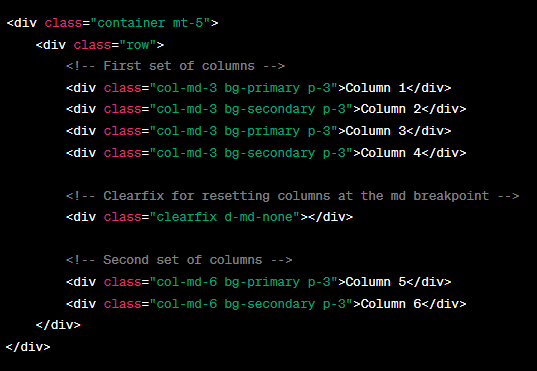 <div class="container mt-5">
    <div class="row">
        <!-- First set of columns -->
        <div class="col-md-3 bg-primary p-3">Column 1</div>
        <div class="col-md-3 bg-secondary p-3">Column 2</div>
        <div class="col-md-3 bg-primary p-3">Column 3</div>
        <div class="col-md-3 bg-secondary p-3">Column 4</div>

        <!-- Clearfix for resetting columns at the md breakpoint -->
        <div class="clearfix d-md-none"></div>

        <!-- Second set of columns -->
        <div class="col-md-6 bg-primary p-3">Column 5</div>
        <div class="col-md-6 bg-secondary p-3">Column 6</div>
    </div>
</div>